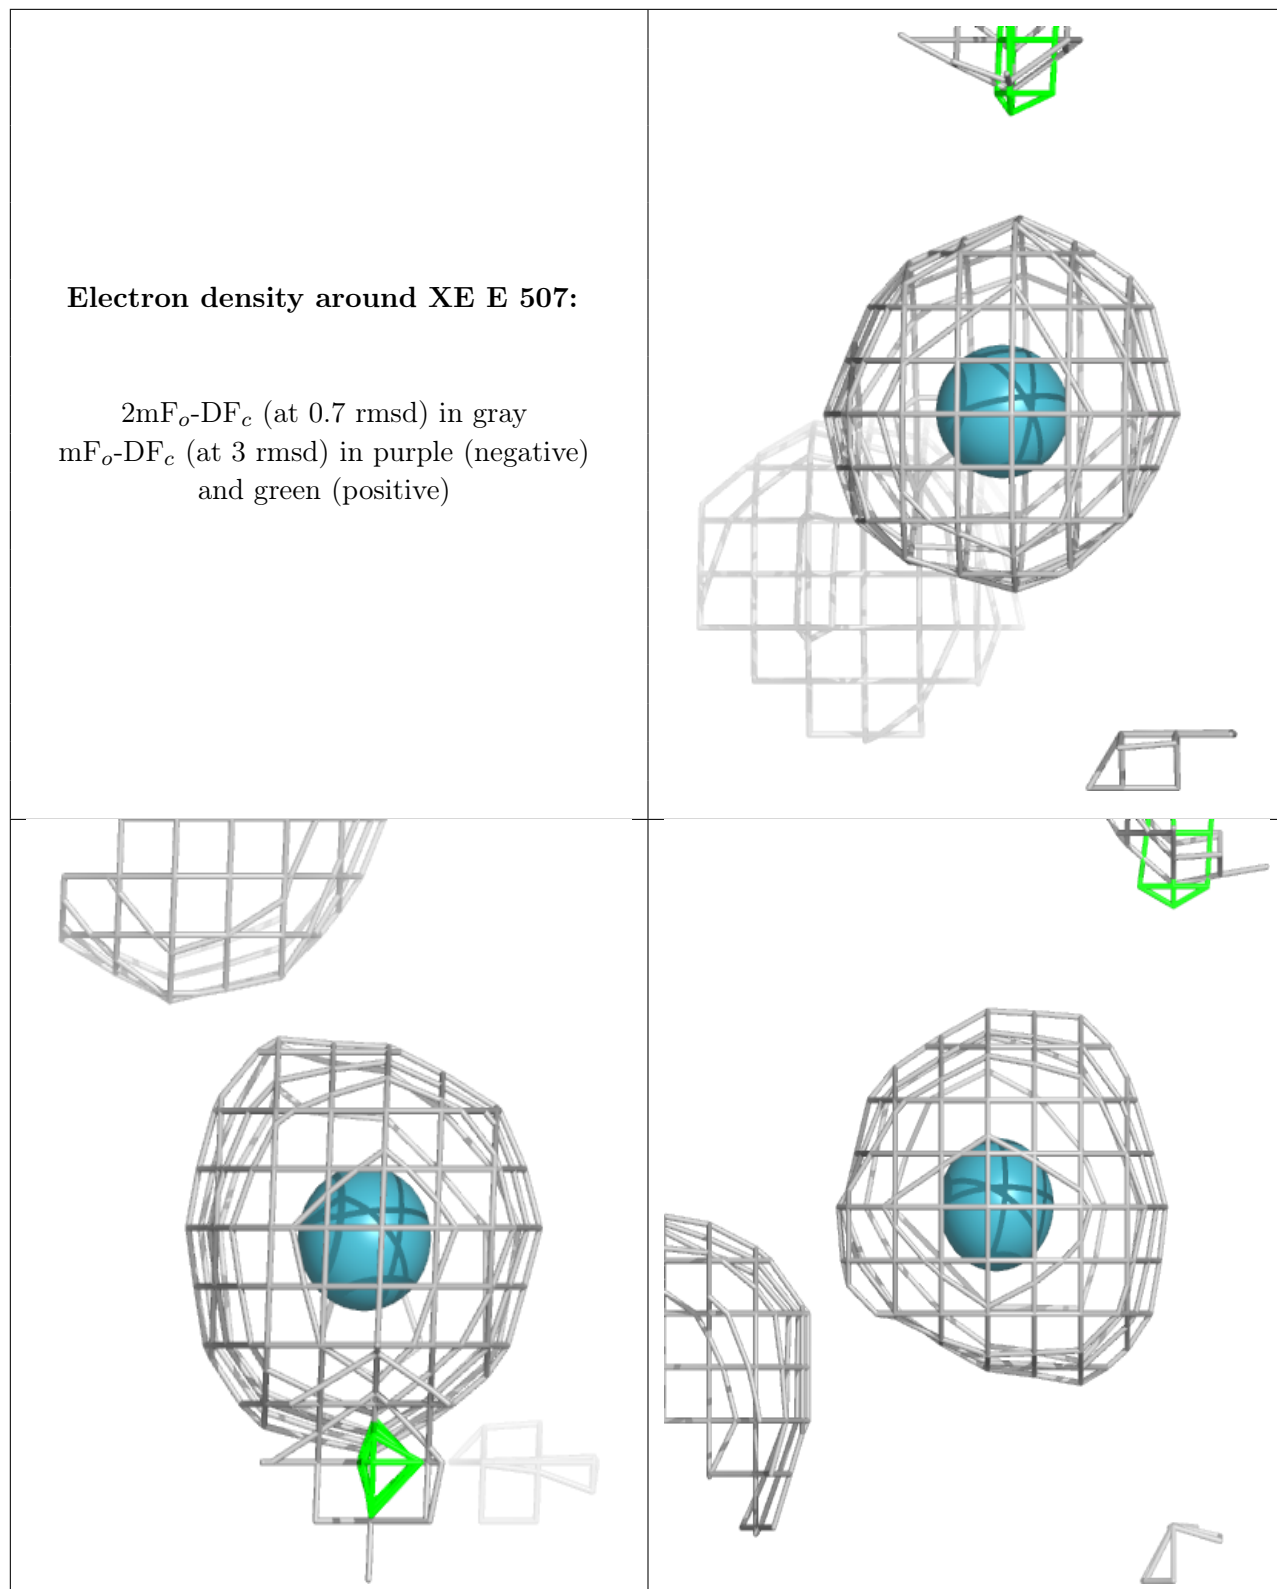 Electron density around XE E 507:
2mFo-DFc (at 0.7 rmsd) in gray
mFo-DFc (at 3 rmsd) in purple (negative)
and green (positive)